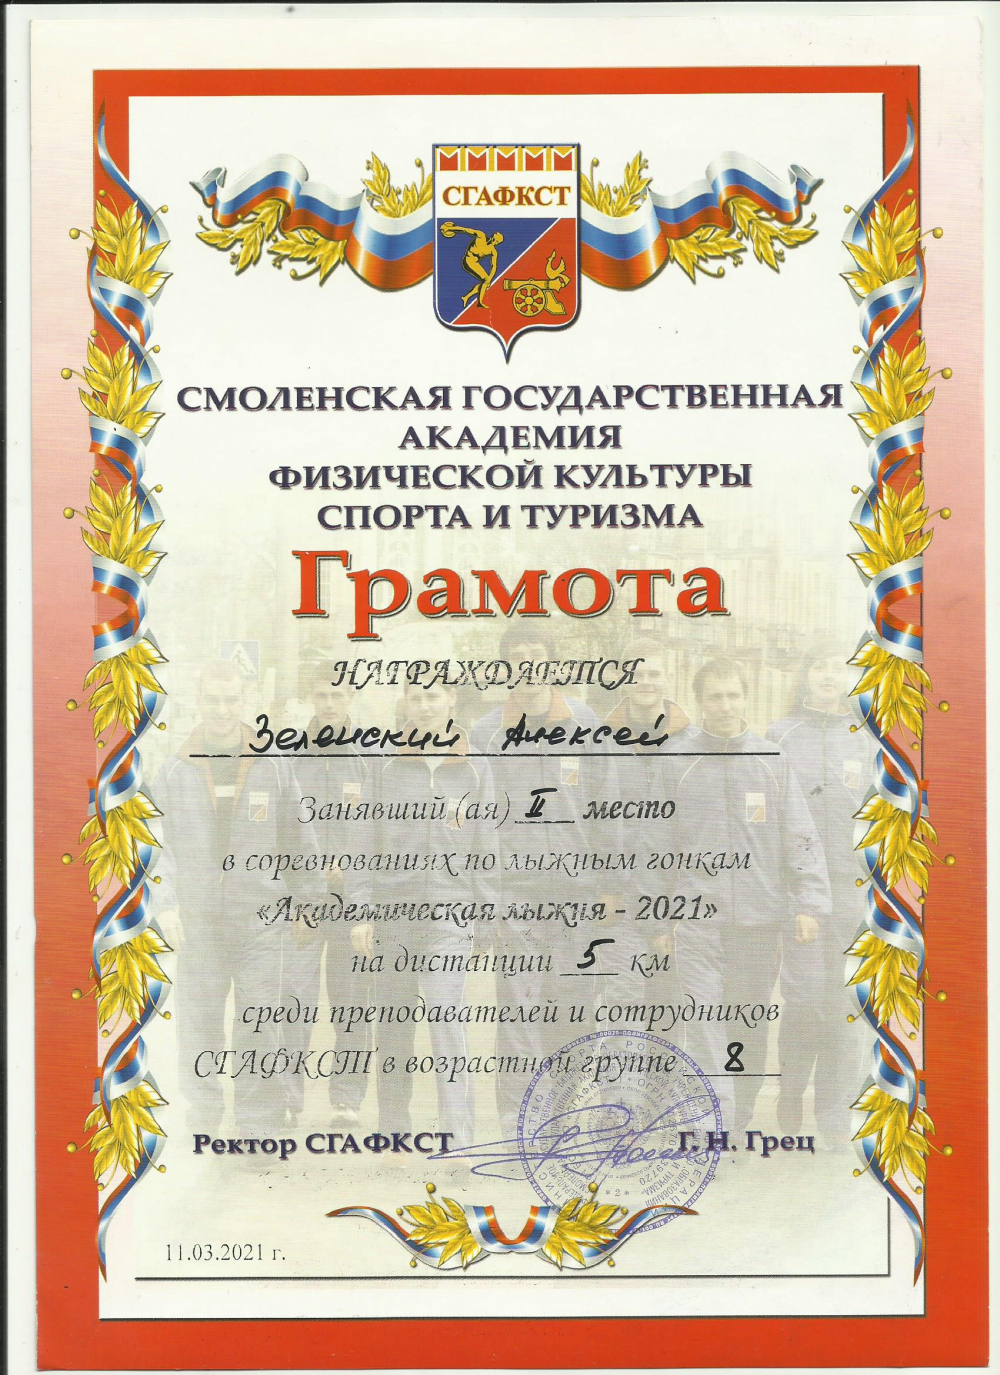 СГАФКСТ
СМОЛЕНСКАЯ ГОСУДАРСТВЕННАЯ
АКАДЕМИЯ
ФИЗИЧЕСКОЙ КУЛЬТУРЫ
СПОРТА И ТУРИЗМА
Грамота
НАГРАЖДАЕТСЯ
Зеленский Алексей
Занявший (ая) II место
в соревнованиях по лыжным гонкам
«Академическая лыжня - 2021»
на дистанции 5 км
среди преподавателей и сотрудников
СГАФКСТ в возрастной группе 8
Ректор СГАФКСТ Г. Н. Грец
11.03.2021 г.